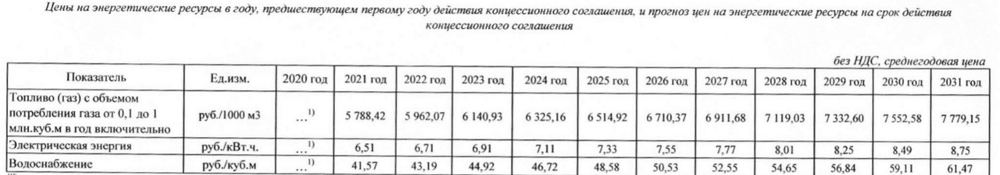 Цены на энергетические ресурсы в году, предшествующем первому году действия концессионного соглашения, и прогноз цен на энергетические ресурсы на срок действия
концессионного соглашения
без НДС, среднегодовая цена
Показатель Ед.изм. 2020 год 2021 год 2022 год 2023 год 2024 год 2025 год 2026 год 2027 год 2028 год 2029 год 2030 год 2031 год
Топливо (газ) с объемом
потребления газа от 0,1 до 1 руб./1000 м3 …1) 5 788,42 5 962,07 6 140,93 6 325,16 6 514,92 6 710,37 6 911,68 7 119,03 7 332,60 7 552,58 7 779,15
млн.куб.м в год включительно
Электрическая энергия руб./кВт.ч. …1) 6,51 6,71 6,91 7,11 7,33 7,55 7,77 8,01 8,25 8,49 8,75
Водоснабжение руб./куб.м …1) 41,57 43,19 44,92 46,72 48,58 50,53 52,55 54,65 56,84 59,11 61,47